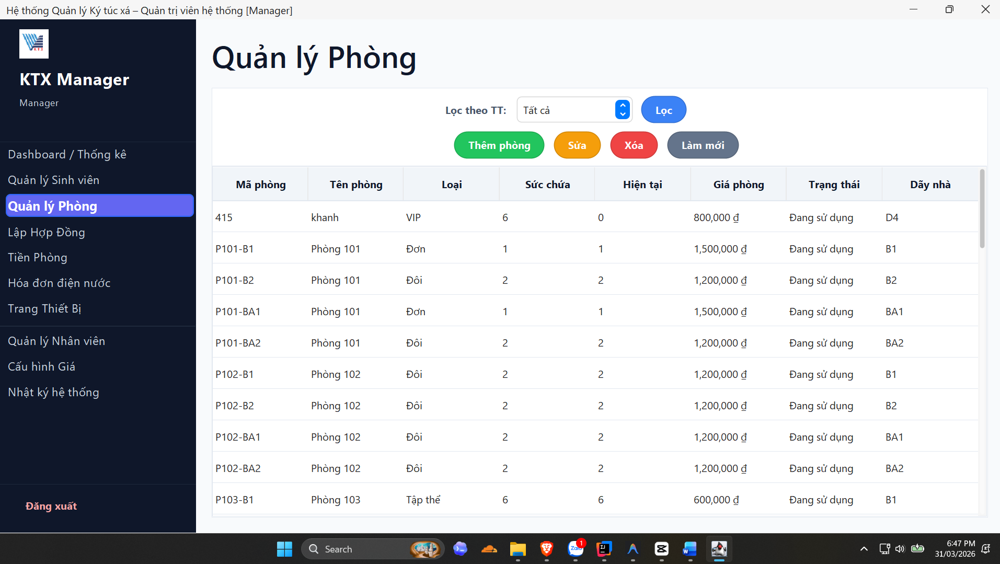 Hệ thống Quản lý Ký túc xá – Quản trị viên hệ thống [Manager]
KTX
KTX Manager
Manager
Dashboard / Thống kê
Quản lý Sinh viên
Quản lý Phòng
Lập Hợp Đồng
Tiền Phòng
Hóa đơn điện nước
Trang Thiết Bị
Quản lý Nhân viên
Cấu hình Giá
Nhật ký hệ thống
Đăng xuất
Quản lý Phòng
Lọc theo TT: Tất cả Lọc
Thêm phòng Sửa Xóa Làm mới
Mã phòng Tên phòng Loại Sức chứa Hiện tại Giá phòng Trạng thái Dãy nhà
415 khanh VIP 6 0 800,000 ₫ Đang sử dụng D4
P101-B1 Phòng 101 Đơn 1 1 1,500,000 ₫ Đang sử dụng B1
P101-B2 Phòng 101 Đôi 2 2 1,200,000 ₫ Đang sử dụng B2
P101-BA1 Phòng 101 Đơn 1 1 1,500,000 ₫ Đang sử dụng BA1
P101-BA2 Phòng 101 Đôi 2 2 1,200,000 ₫ Đang sử dụng BA2
P102-B1 Phòng 102 Đôi 2 2 1,200,000 ₫ Đang sử dụng B1
P102-B2 Phòng 102 Đôi 2 2 1,200,000 ₫ Đang sử dụng B2
P102-BA1 Phòng 102 Đôi 2 2 1,200,000 ₫ Đang sử dụng BA1
P102-BA2 Phòng 102 Đôi 2 2 1,200,000 ₫ Đang sử dụng BA2
P103-B1 Phòng 103 Tập thể 6 6 600,000 ₫ Đang sử dụng B1
Search
Zalo
1
IJ
W
6:47 PM
31/03/2026